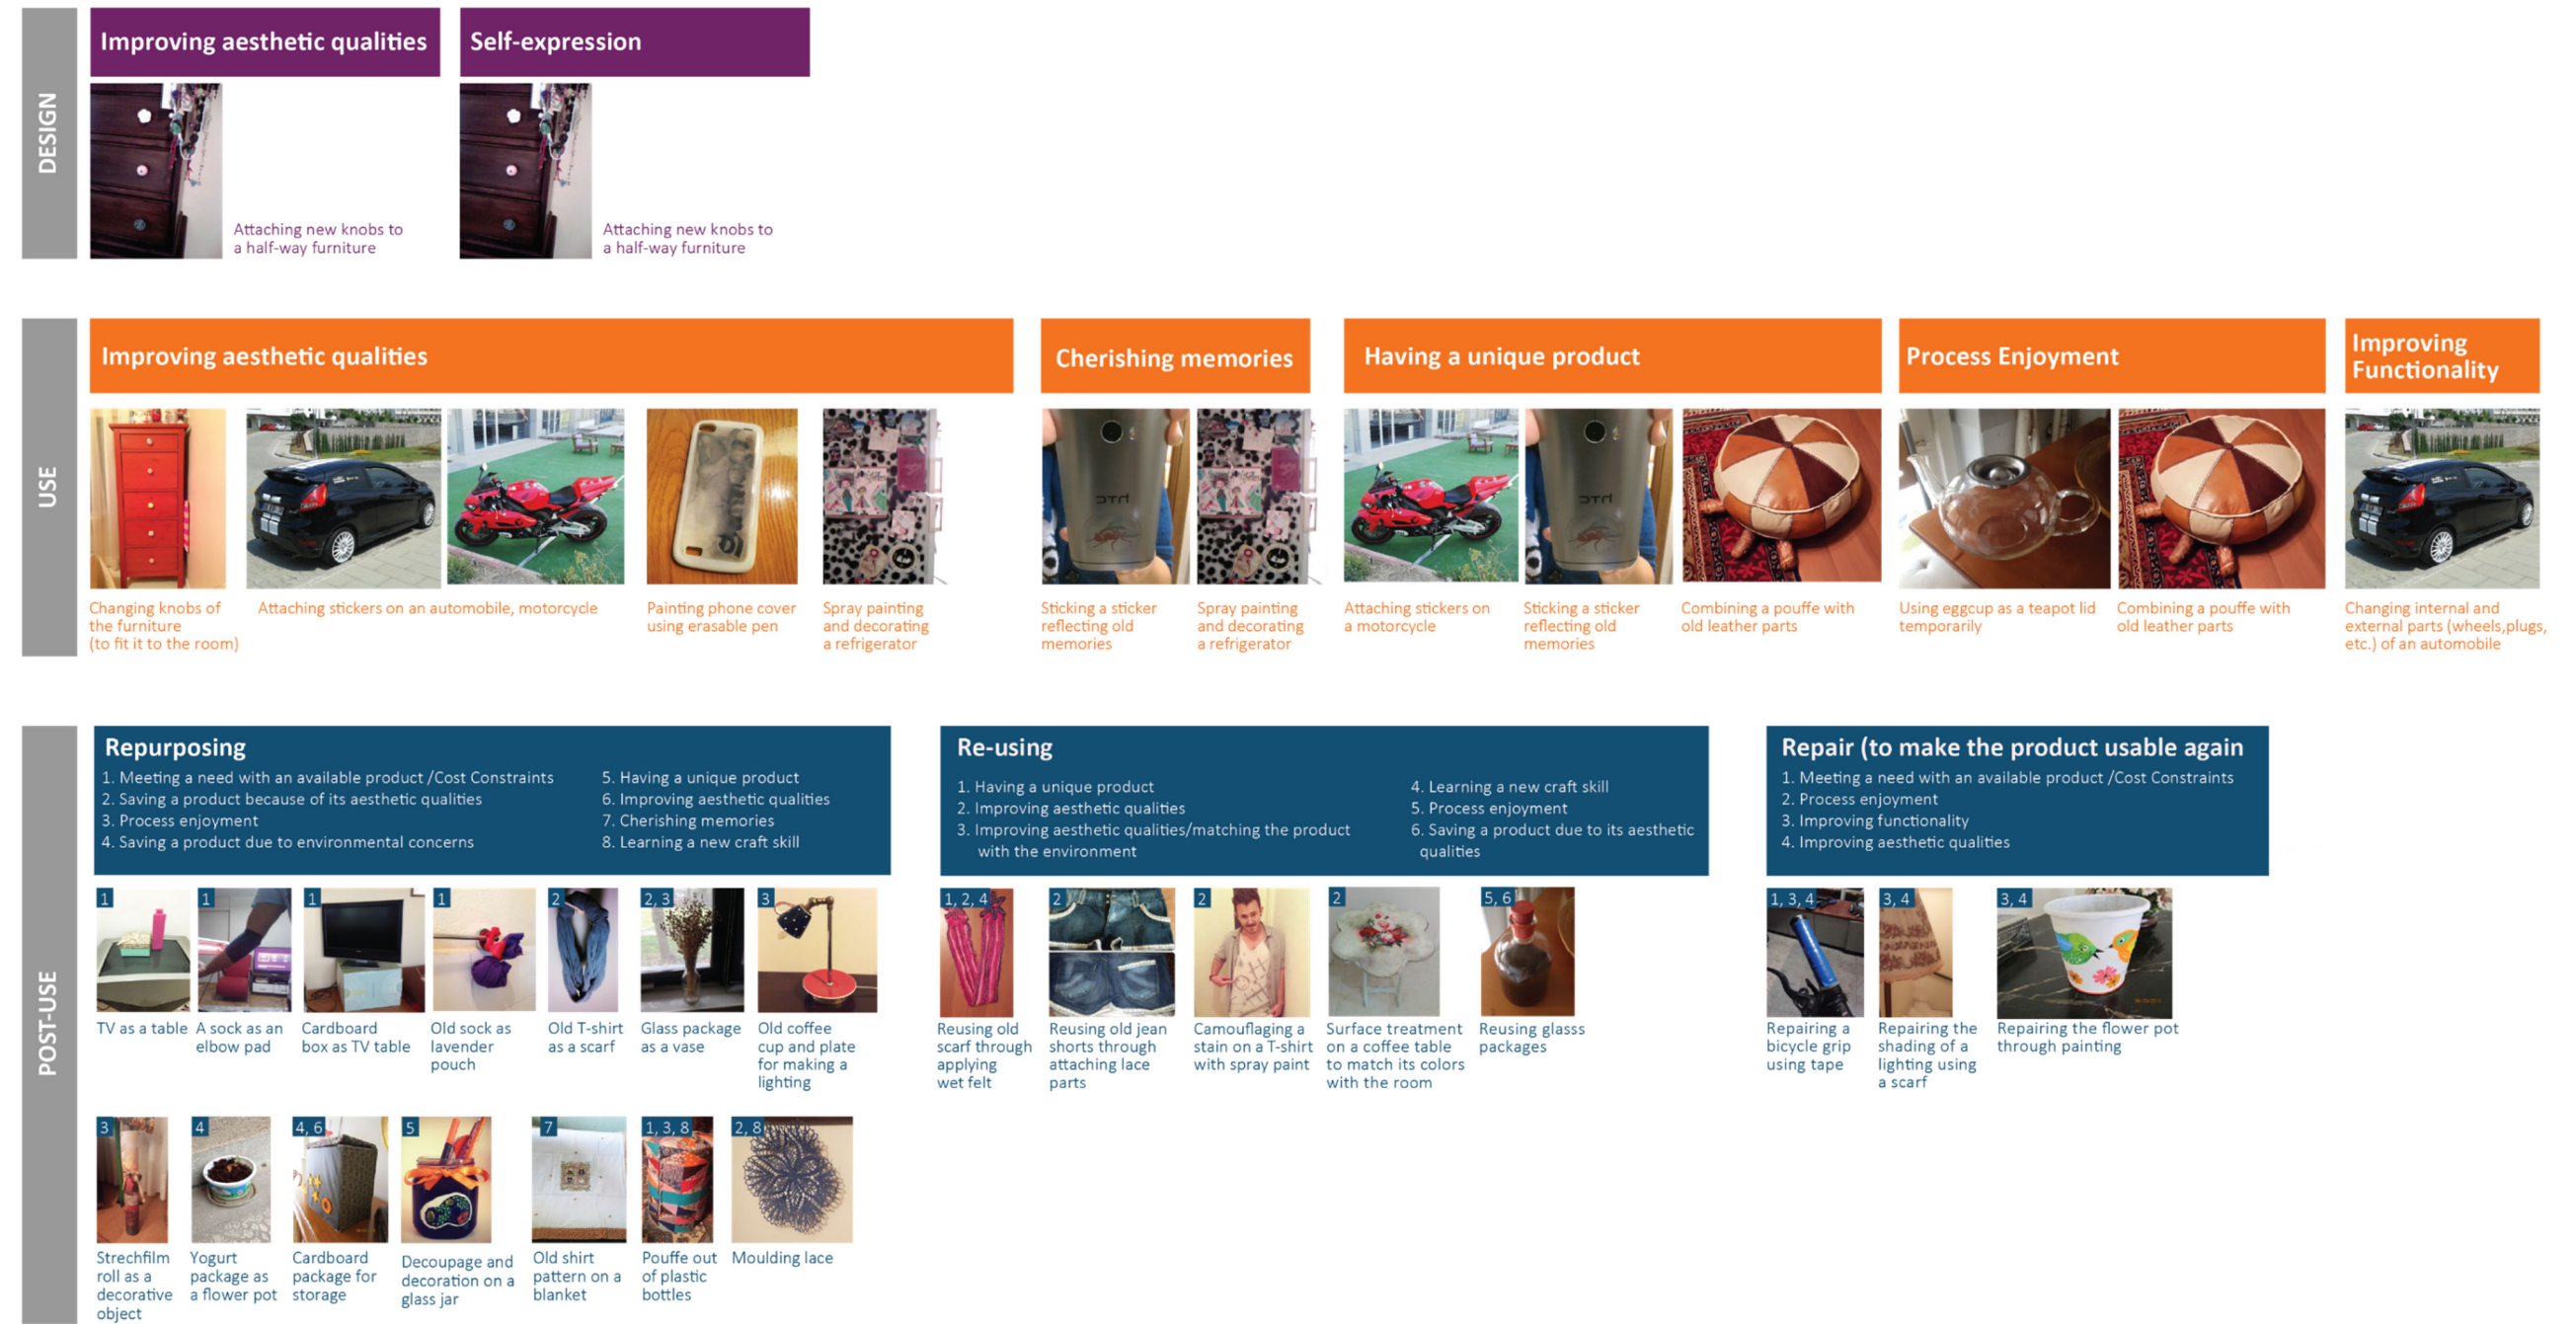 DESIGN
Improving aesthetic qualities
Self-expression
Attaching new knobs to
a half-way furniture
Attaching new knobs to
a half-way furniture
USE
Improving aesthetic qualities
Cherishing memories
Having a unique product
Process Enjoyment
Improving
Functionality
Changing knobs of
the furniture
(to fit it to the room)
Attaching stickers on an automobile, motorcycle
Painting phone cover
using erasable pen
Spray painting
and decorating
a refrigerator
Sticking a sticker
reflecting old
memories
Spray painting
and decorating
a refrigerator
Attaching stickers on
a motorcycle
Sticking a sticker
reflecting old
memories
Combining a pouffe with
old leather parts
Using eggcup as a teapot lid
temporarily
Combining a pouffe with
old leather parts
Changing internal and
external parts (wheels,plugs,
etc.) of an automobile
POST-USE
Repurposing
1. Meeting a need with an available product /Cost Constraints
2. Saving a product because of its aesthetic qualities
3. Process enjoyment
4. Saving a product due to environmental concerns
5. Having a unique product
6. Improving aesthetic qualities
7. Cherishing memories
8. Learning a new craft skill
Re-using
1. Having a unique product
2. Improving aesthetic qualities
3. Improving aesthetic qualities/matching the product
with the environment
4. Learning a new craft skill
5. Process enjoyment
6. Saving a product due to its aesthetic
qualities
Repair (to make the product usable again
1. Meeting a need with an available product /Cost Constraints
2. Process enjoyment
3. Improving functionality
4. Improving aesthetic qualities
1
TV as a table
1
A sock as an
elbow pad
1
Cardboard
box as TV table
1
Old sock as
lavender
pouch
2
Old T-shirt
as a scarf
2, 3
Glass package
as a vase
3
Old coffee
cup and plate
for making a
lighting
1, 2, 4
Reusing old
scarf through
applying
wet felt
2
Reusing old jean
shorts through
attaching lace
parts
2
Camouflaging a
stain on a T-shirt
with spray paint
2
Surface treatment
on a coffee table
to match its colors
with the room
5, 6
Reusing glasss
packages
1, 3, 4
Repairing a
bicycle grip
using tape
3, 4
Repairing the
shading of a
lighting using
a scarf
3, 4
Repairing the flower pot
through painting
3
Strechfilm
roll as a
decorative
object
4
Yogurt
package as
a flower pot
4, 6
Cardboard
package for
storage
5
Decoupage and
decoration on a
glass jar
7
Old shirt
pattern on a
blanket
1, 3, 8
Pouffe out
of plastic
bottles
2, 8
Moulding lace